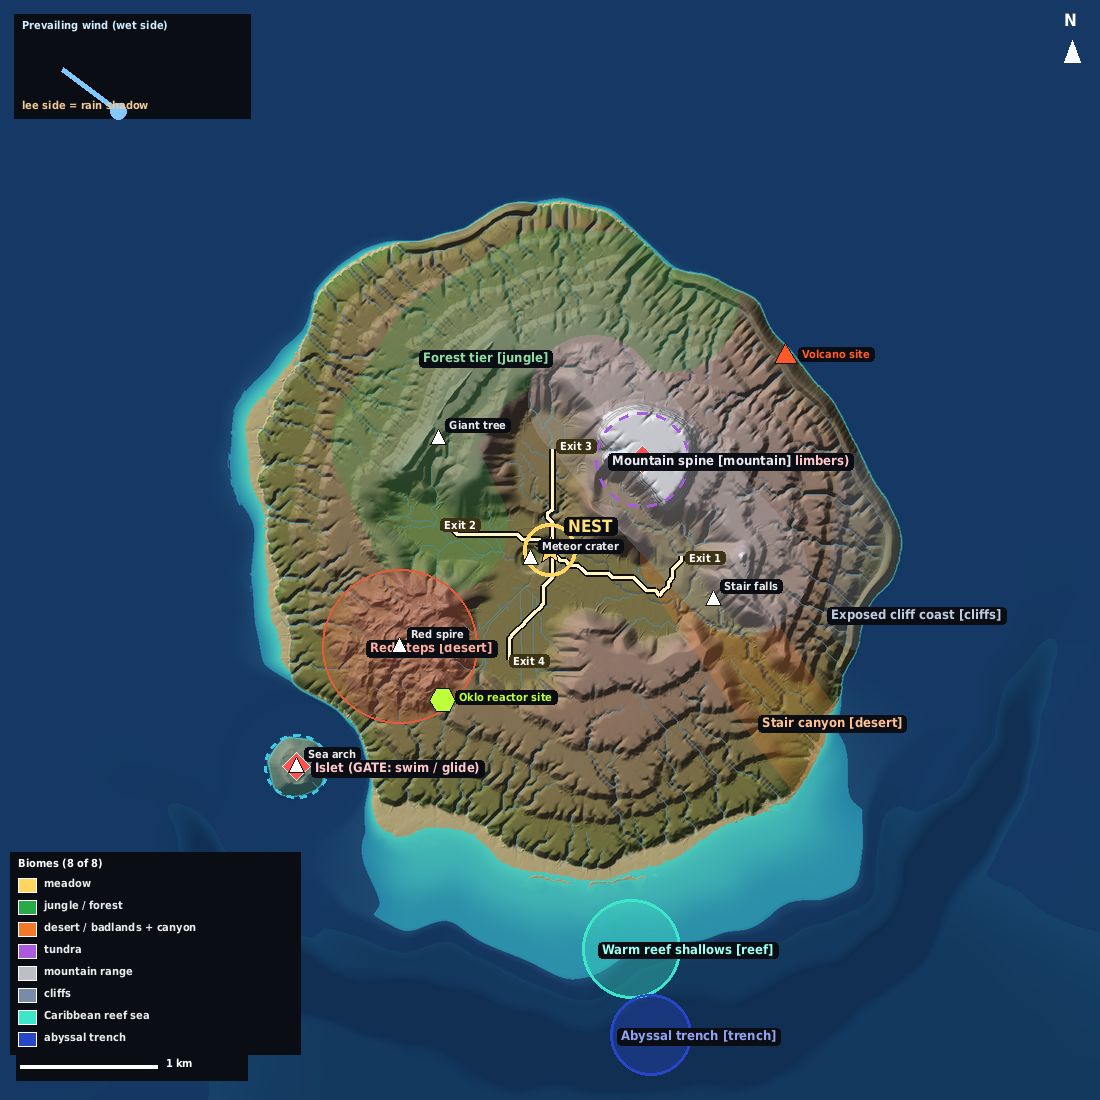 Prevailing wind (wet side)
lee side = rain shadow
N
Forest tier [jungle]
Volcano site
Giant tree
Exit 3
Mountain spine [mountain] limbers)
Exit 2
NEST
Meteor crater
Exit 1
Stair falls
Exposed cliff coast [cliffs]
Red spire
Red steps [desert]
Exit 4
Oklo reactor site
Stair canyon [desert]
Sea arch
Islet (GATE: swim / glide)
Warm reef shallows [reef]
Abyssal trench [trench]
Biomes (8 of 8)
meadow
jungle / forest
desert / badlands + canyon
tundra
mountain range
cliffs
Caribbean reef sea
abyssal trench
1 km